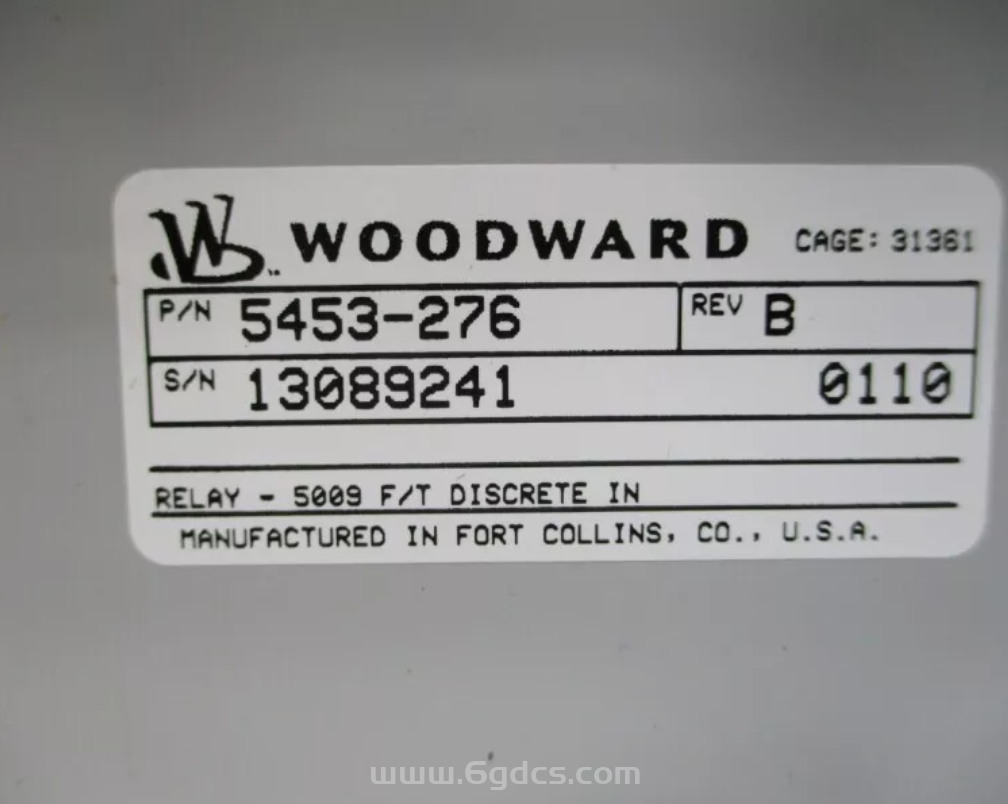 WOODWARD CAGE: 31361
P/N 5453-276 REV B
S/N 13089241 0110
RELAY - 5009 F/T DISCRETE IN
MANUFACTURED IN FORT COLLINS, CO., U.S.A.
www.6gdcs.com